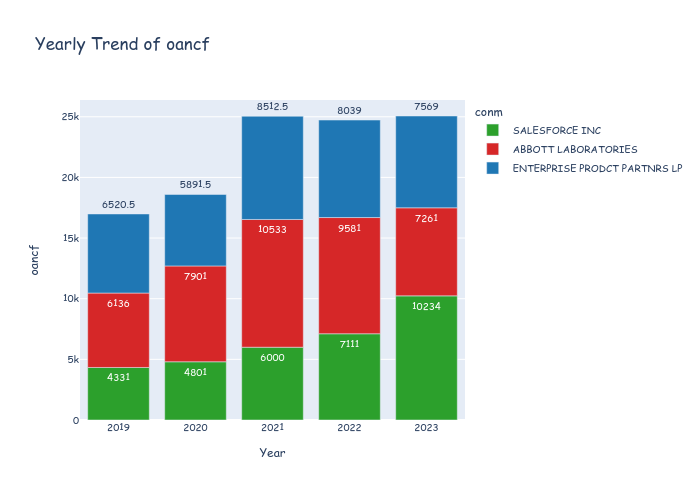 Yearly Trend of oancf
8512.5
8039
7569
conm
25k
SALESFORCE INC
ABBOTT LABORATORIES
ENTERPRISE PRODCT PARTNRS LP
5891.5
20k
6520.5
10533
9581
7261
15k
oancf
7901
10k
6136
10234
6000
7111
5k
4331
4801
0
2019
2020
2021
2022
2023
Year